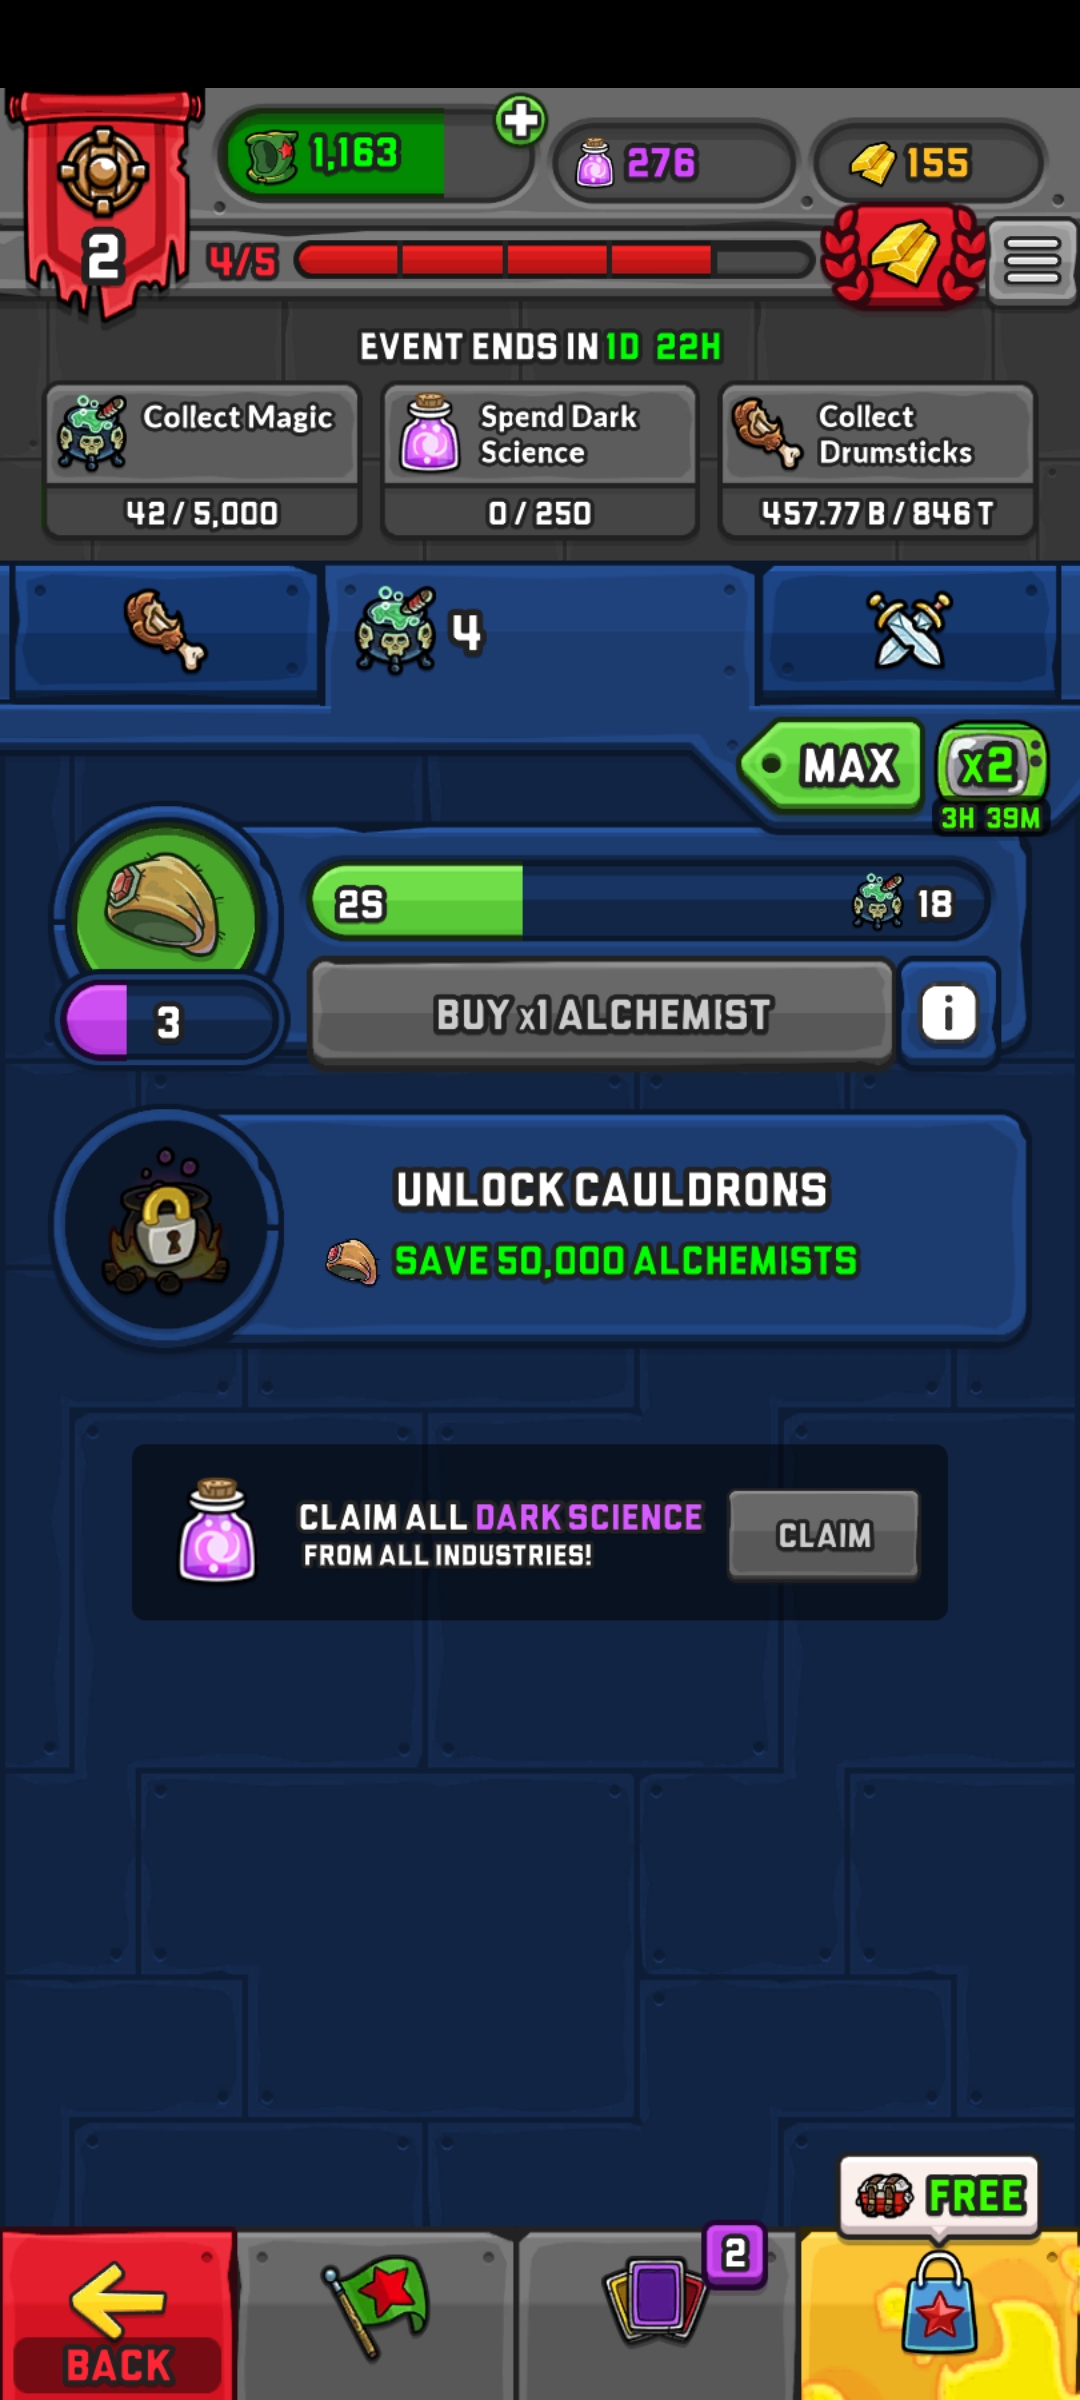 1,163
276
155
2
4/5
EVENT ENDS IN 1D 22H
Collect Magic
42 / 5,000
Spend Dark
Science
0 / 250
Collect
Drumsticks
457.77 B / 846 T
4
MAX
x2
3H 39M
2S
18
3
BUY x1 ALCHEMIST
i
UNLOCK CAULDRONS
SAVE 50,000 ALCHEMISTS
CLAIM ALL DARK SCIENCE
FROM ALL INDUSTRIES!
CLAIM
FREE
2
BACK